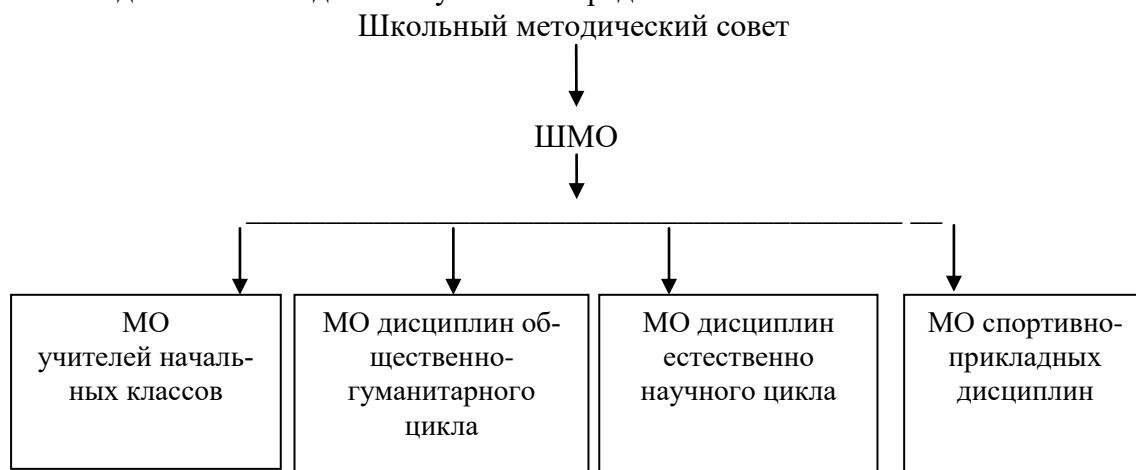 Школьный методический совет
ШМО
МО
учителей началь-
ных классов
МО дисциплин об-
щественно-
гуманитарного
цикла
МО дисциплин
естественно
научного цикла
МО спортивно-
прикладных
дисциплин